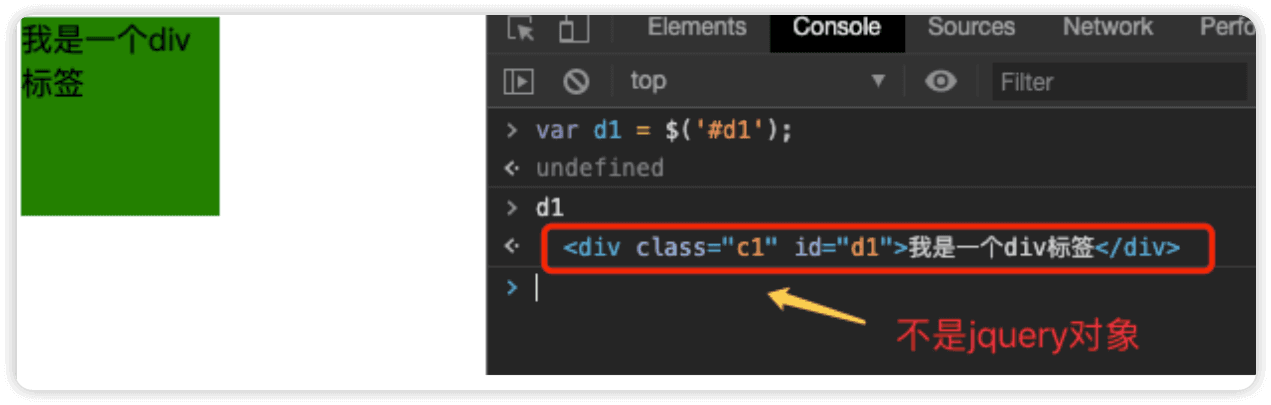 我是一个div
标签
Elements Console Sources Network Perfo
top Filter
var d1 = $('#d1');
undefined
d1
<div class="c1" id="d1">我是一个div标签</div>
不是jquery对象